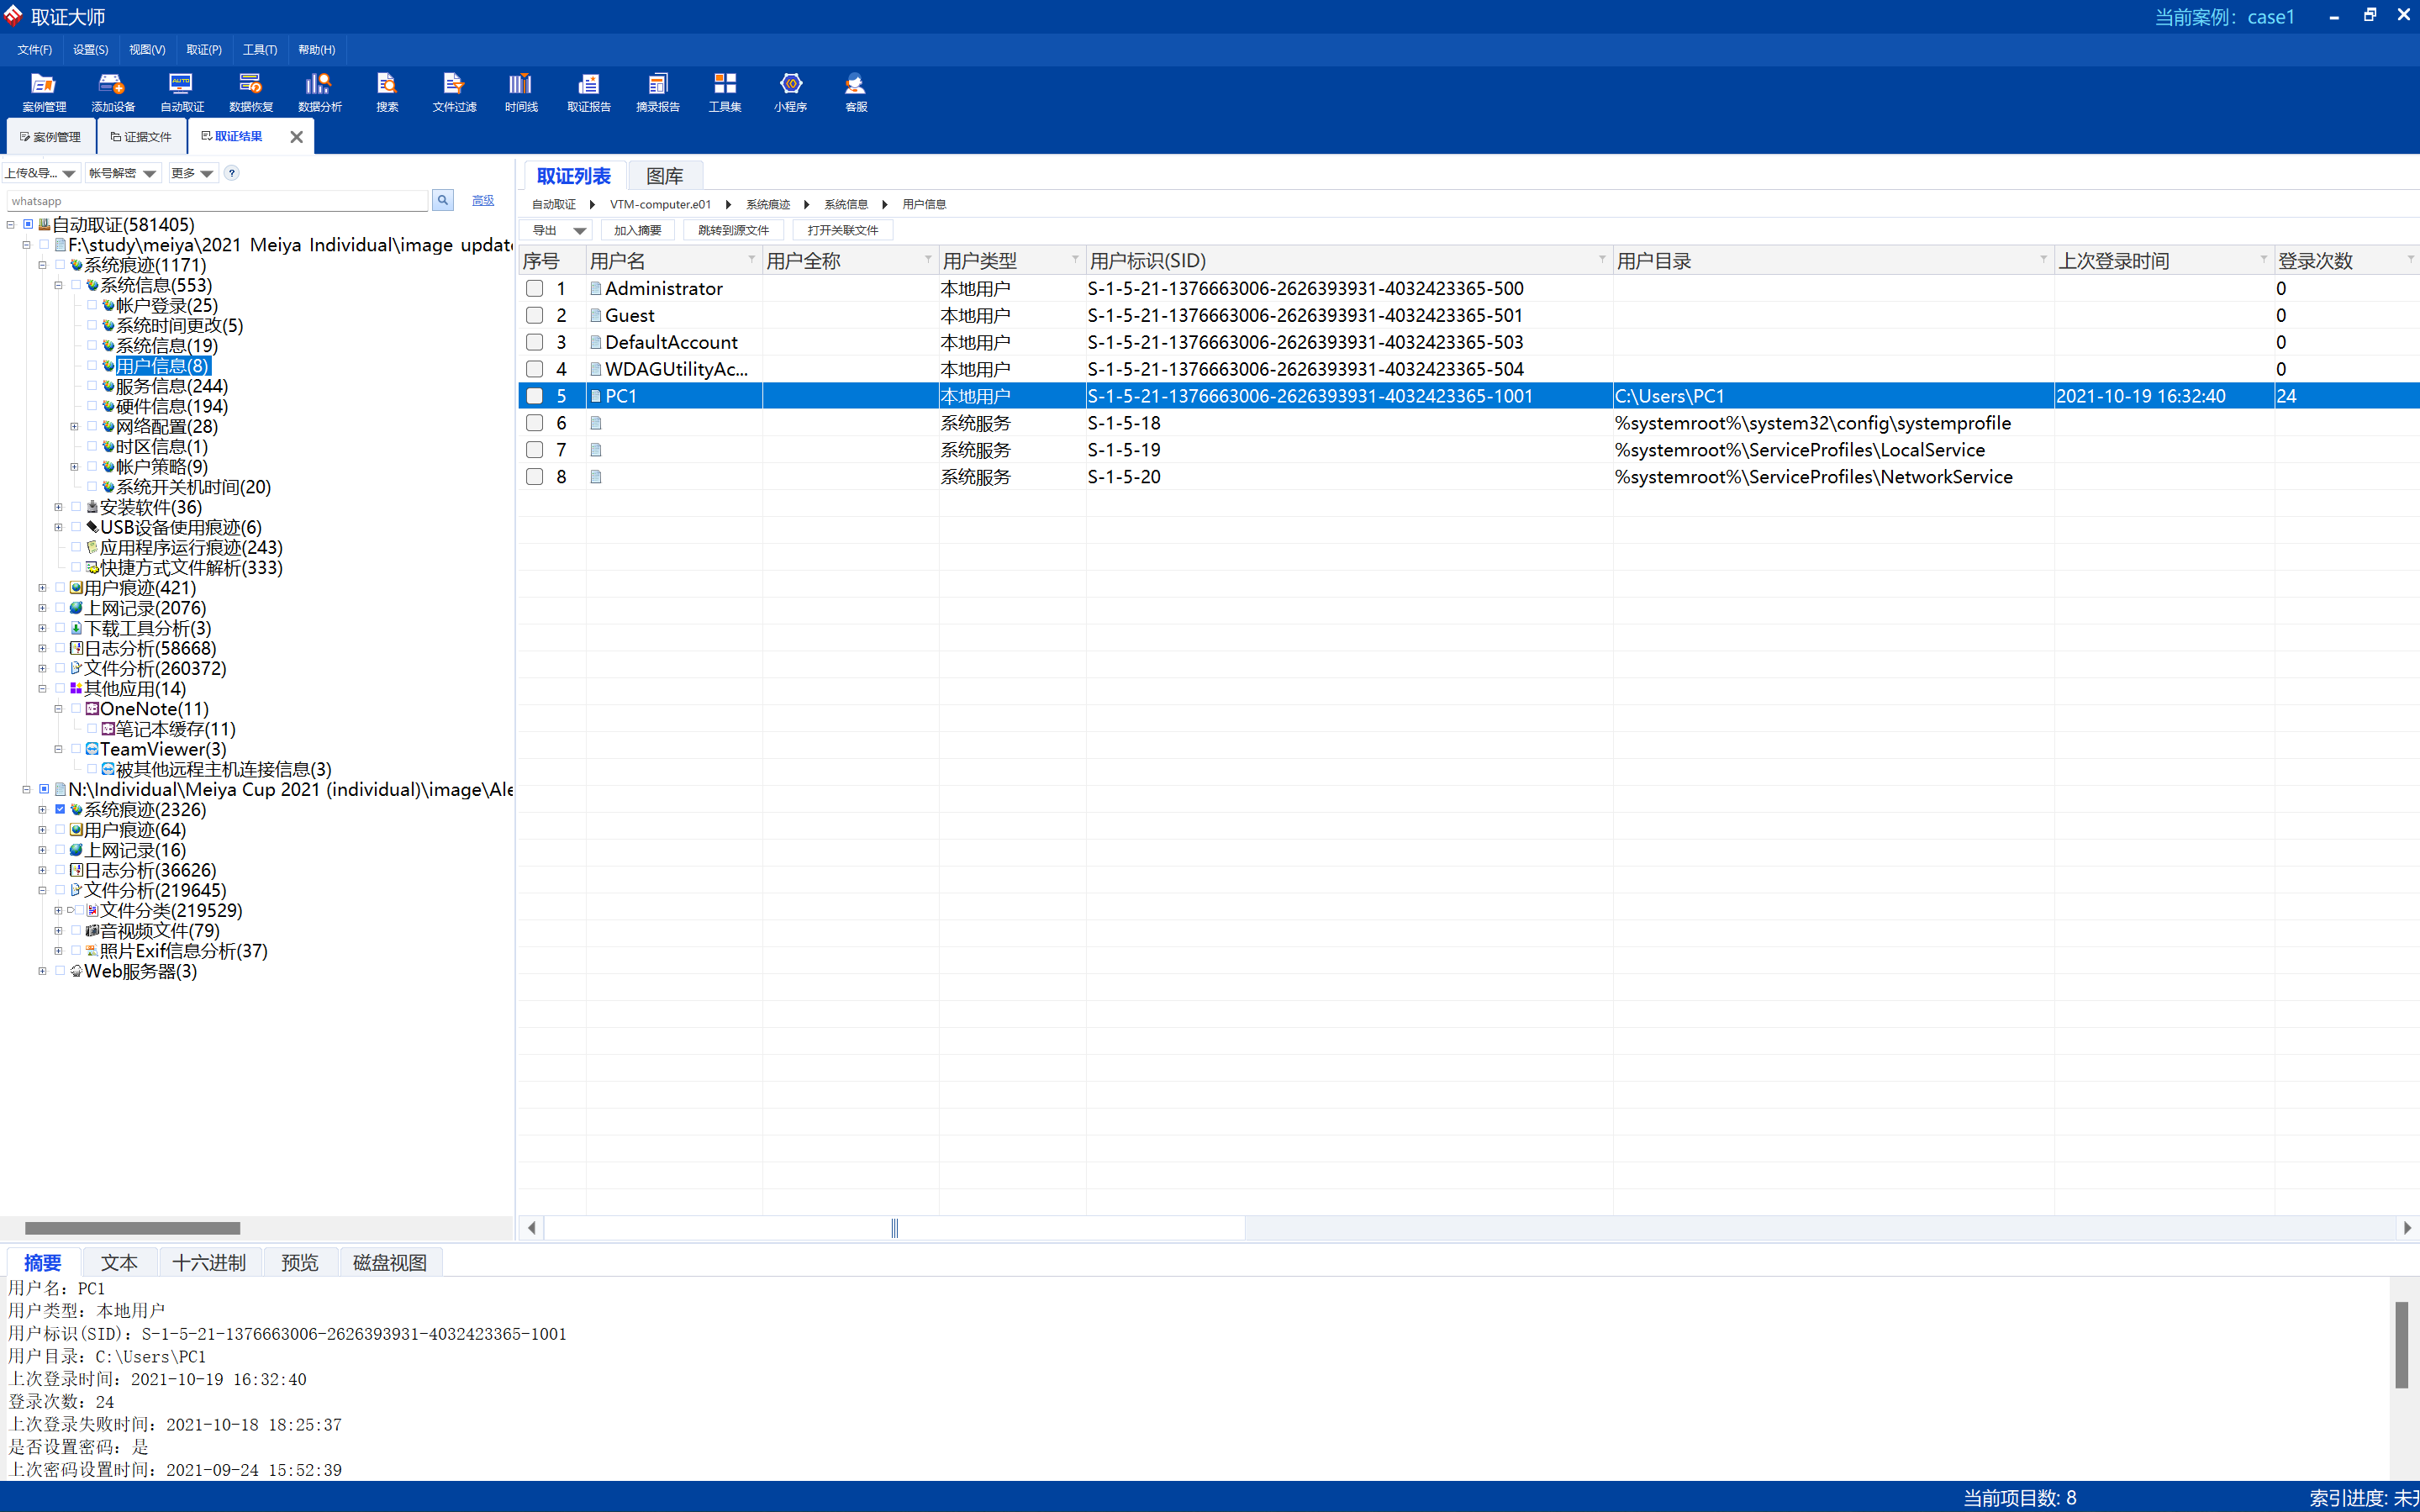 取证大师
当前案例：case1
文件(F) 设置(S) 视图(V) 取证(P) 工具(T) 帮助(H)
案例管理 添加设备 自动取证 数据恢复 数据分析 搜索 文件过滤 时间线 取证报告 摘录报告 工具集 小程序 客服
案例管理 证据文件 取证结果
上传&导... 帐号解密 更多 ?
whatsapp 高级
自动取证(581405)
F:\study\meiya\2021 Meiya Individual\image update
系统痕迹(1171)
系统信息(553)
帐户登录(25)
系统时间更改(5)
系统信息(19)
用户信息(8)
服务信息(244)
硬件信息(194)
网络配置(28)
时区信息(1)
帐户策略(9)
系统开关机时间(20)
安装软件(36)
USB设备使用痕迹(6)
应用程序运行痕迹(243)
快捷方式文件解析(333)
用户痕迹(421)
上网记录(2076)
下载工具分析(3)
日志分析(58668)
文件分析(260372)
其他应用(14)
OneNote(11)
笔记本缓存(11)
TeamViewer(3)
被其他远程主机连接信息(3)
N:\Individual\Meiya Cup 2021 (individual)\image\Ale
系统痕迹(2326)
用户痕迹(64)
上网记录(16)
日志分析(36626)
文件分析(219645)
文件分类(219529)
音视频文件(79)
照片Exif信息分析(37)
Web服务器(3)
取证列表 图库
自动取证 VTM-computer.e01 系统痕迹 系统信息 用户信息
导出 加入摘要 跳转到源文件 打开关联文件
序号 用户名 用户全称 用户类型 用户标识(SID) 用户目录 上次登录时间 登录次数
1 Administrator 本地用户 S-1-5-21-1376663006-2626393931-4032423365-500 0
2 Guest 本地用户 S-1-5-21-1376663006-2626393931-4032423365-501 0
3 DefaultAccount 本地用户 S-1-5-21-1376663006-2626393931-4032423365-503 0
4 WDAGUtilityAc... 本地用户 S-1-5-21-1376663006-2626393931-4032423365-504 0
5 PC1 本地用户 S-1-5-21-1376663006-2626393931-4032423365-1001 C:\Users\PC1 2021-10-19 16:32:40 24
6 系统服务 S-1-5-18 %systemroot%\system32\config\systemprofile
7 系统服务 S-1-5-19 %systemroot%\ServiceProfiles\LocalService
8 系统服务 S-1-5-20 %systemroot%\ServiceProfiles\NetworkService
摘要 文本 十六进制 预览 磁盘视图
用户名：PC1
用户类型：本地用户
用户标识(SID)：S-1-5-21-1376663006-2626393931-4032423365-1001
用户目录：C:\Users\PC1
上次登录时间：2021-10-19 16:32:40
登录次数：24
上次登录失败时间：2021-10-18 18:25:37
是否设置密码：是
上次密码设置时间：2021-09-24 15:52:39
当前项目数: 8 索引进度: 未